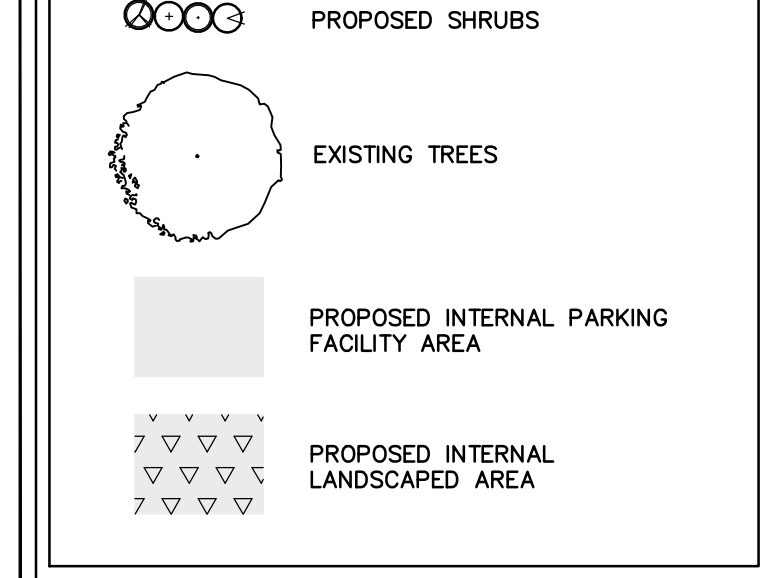 PROPOSED SHRUBS
EXISTING TREES
PROPOSED INTERNAL PARKING
FACILITY AREA
PROPOSED INTERNAL
LANDSCAPED AREA